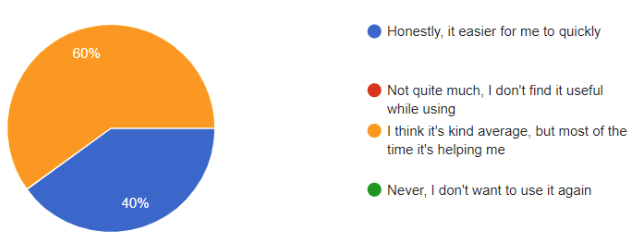 60%
40%
Honestly, it easier for me to quickly
Not quite much, I don't find it useful
while using
I think it's kind average, but most of the
time it's helping me
Never, I don't want to use it again